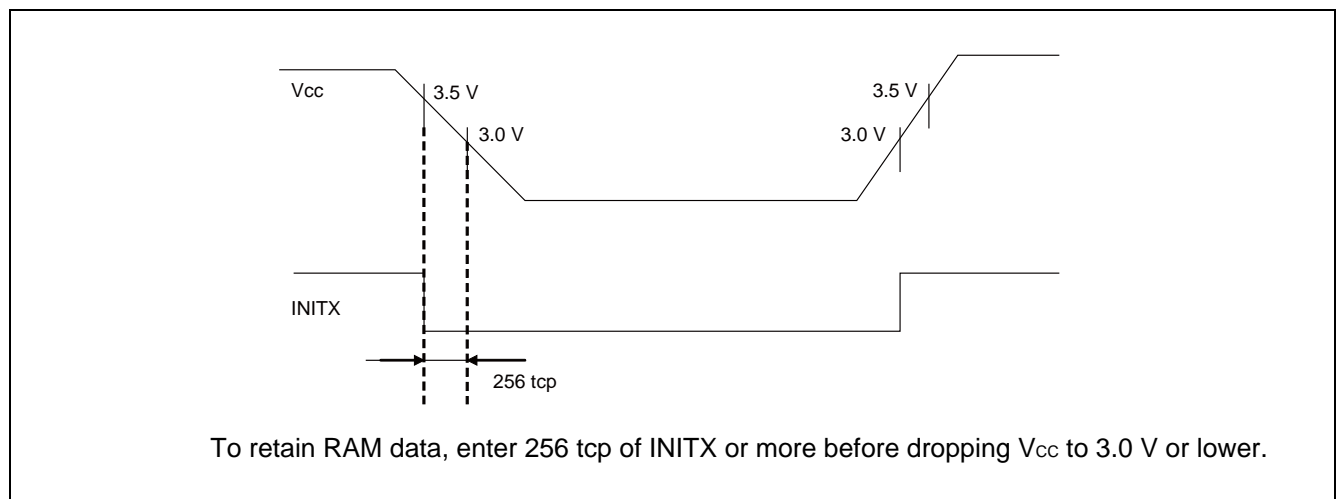 Vcc
3.5 V
3.5 V
3.0 V
3.0 V
INITX
256 tcp
To retain RAM data, enter 256 tcp of INITX or more before dropping Vcc to 3.0 V or lower.